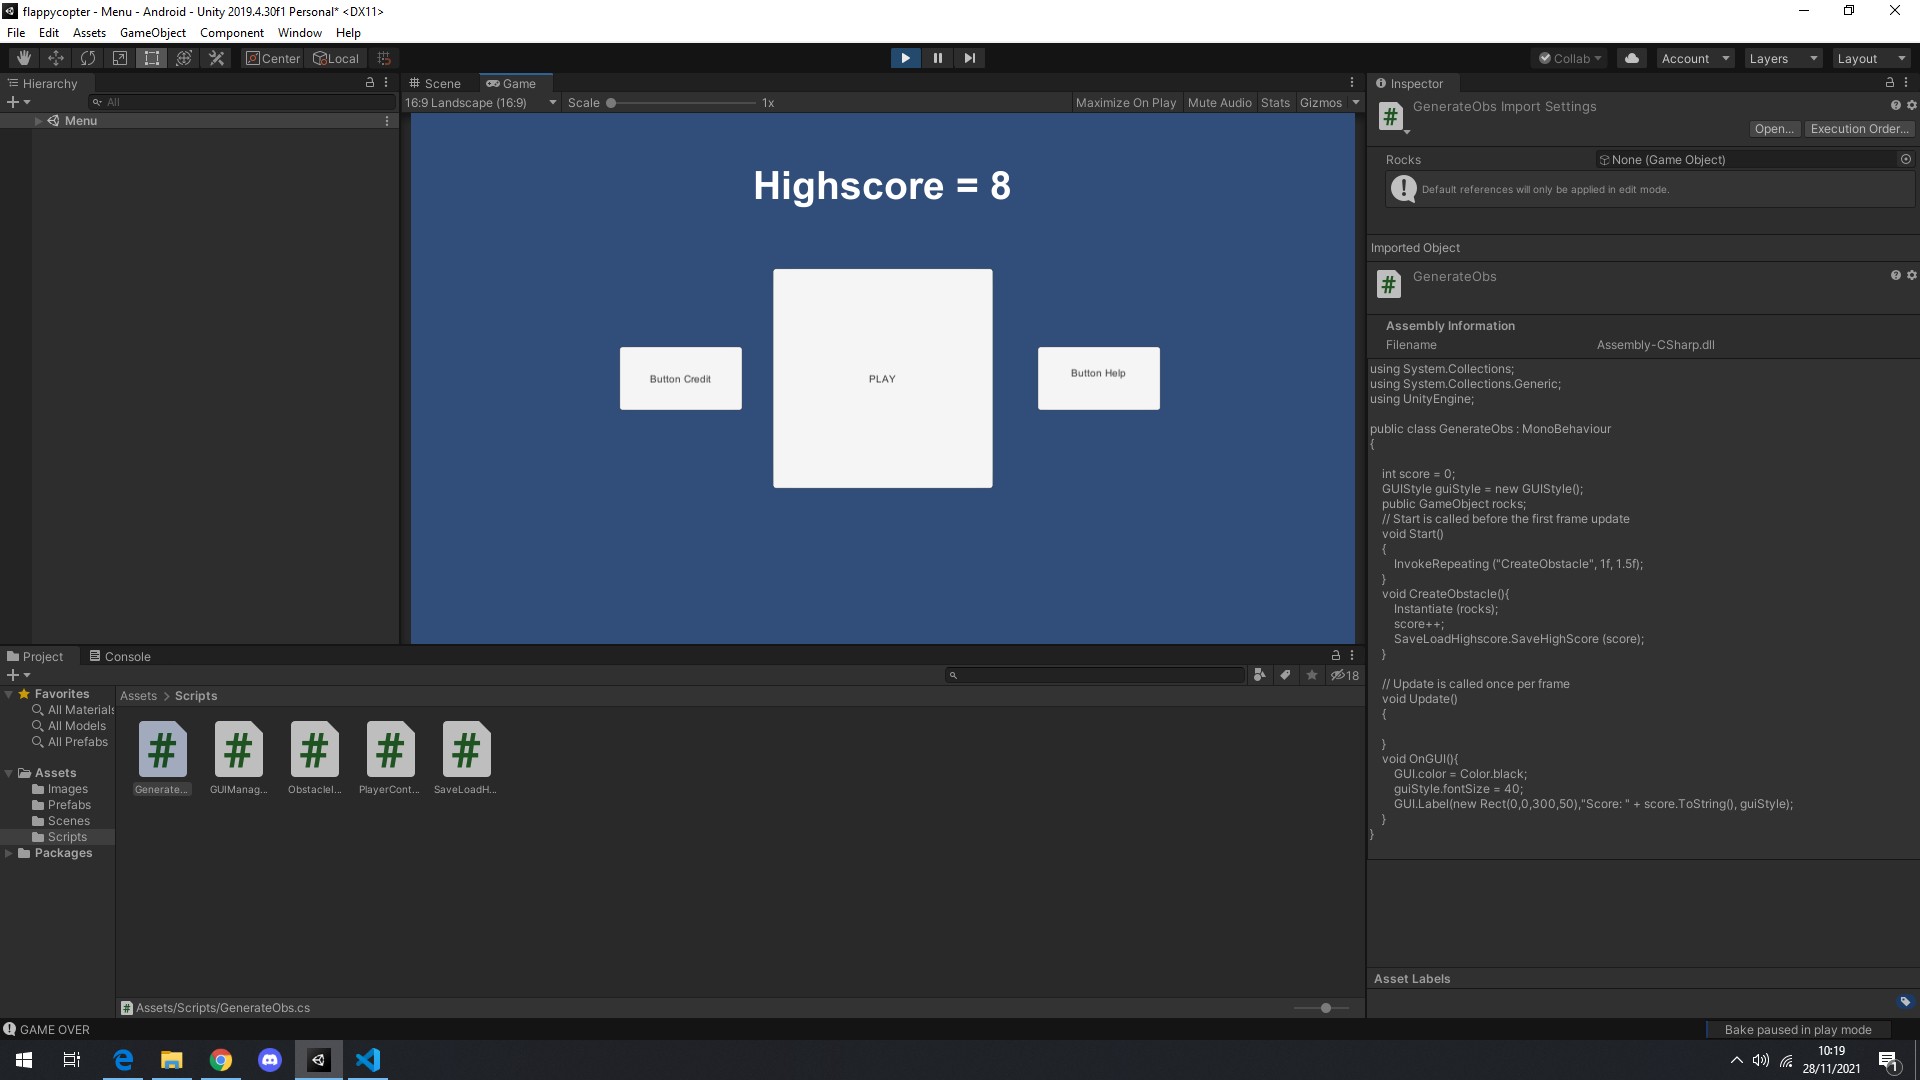 flappycopter - Menu - Android - Unity 2019.4.30f1 Personal* <DX11>
File Edit Assets GameObject Component Window Help
Center Local
Collab Account Layers Layout
Hierarchy
All
Menu
Scene Game
16:9 Landscape (16:9) Scale 1x Maximize On Play Mute Audio Stats Gizmos
Highscore = 8
Button Credit
PLAY
Button Help
Inspector
GenerateObs Import Settings
Open... Execution Order...
Rocks None (Game Object)
Default references will only be applied in edit mode.
Imported Object
GenerateObs
Assembly Information
Filename Assembly-CSharp.dll
using System.Collections;
using System.Collections.Generic;
using UnityEngine;
public class GenerateObs : MonoBehaviour
{
int score = 0;
GUIStyle guiStyle = new GUIStyle();
public GameObject rocks;
// Start is called before the first frame update
void Start()
{
InvokeRepeating ("CreateObstacle", 1f, 1.5f);
}
void CreateObstacle(){
Instantiate (rocks);
score++;
SaveLoadHighscore.SaveHighScore (score);
}
// Update is called once per frame
void Update()
{
}
void OnGUI(){
GUI.color = Color.black;
guiStyle.fontSize = 40;
GUI.Label(new Rect(0,0,300,50),"Score: " + score.ToString(), guiStyle);
}
}
Asset Labels
Project Console
18
Favorites
All Materials
All Models
All Prefabs
Assets
Images
Prefabs
Scenes
Scripts
Packages
Assets > Scripts
Generate... GUIManag... ObstacleI... PlayerCont... SaveLoadH...
Assets/Scripts/GenerateObs.cs
GAME OVER
Bake paused in play mode
10:19
28/11/2021
1